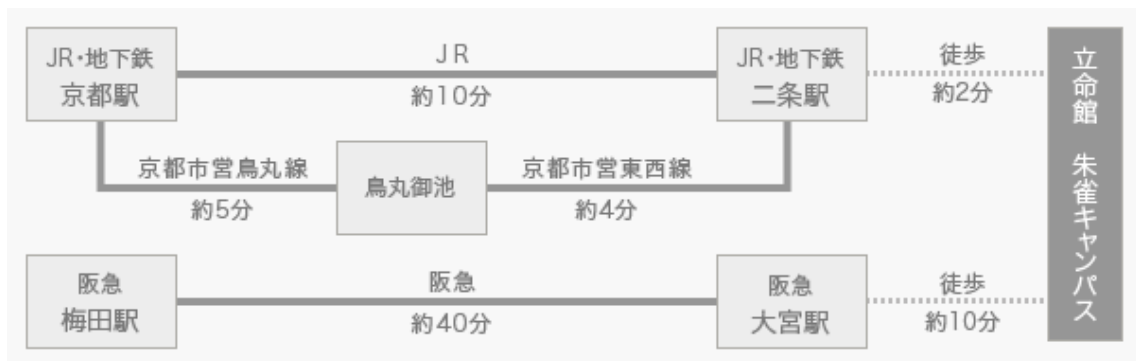 JR・地下鉄
京都駅
JR
約10分
JR・地下鉄
二条駅
徒歩
約2分
京都市営烏丸線
約5分
烏丸御池
京都市営東西線
約4分
阪急
梅田駅
阪急
約40分
阪急
大宮駅
徒歩
約10分
立命館 朱雀キャンパス